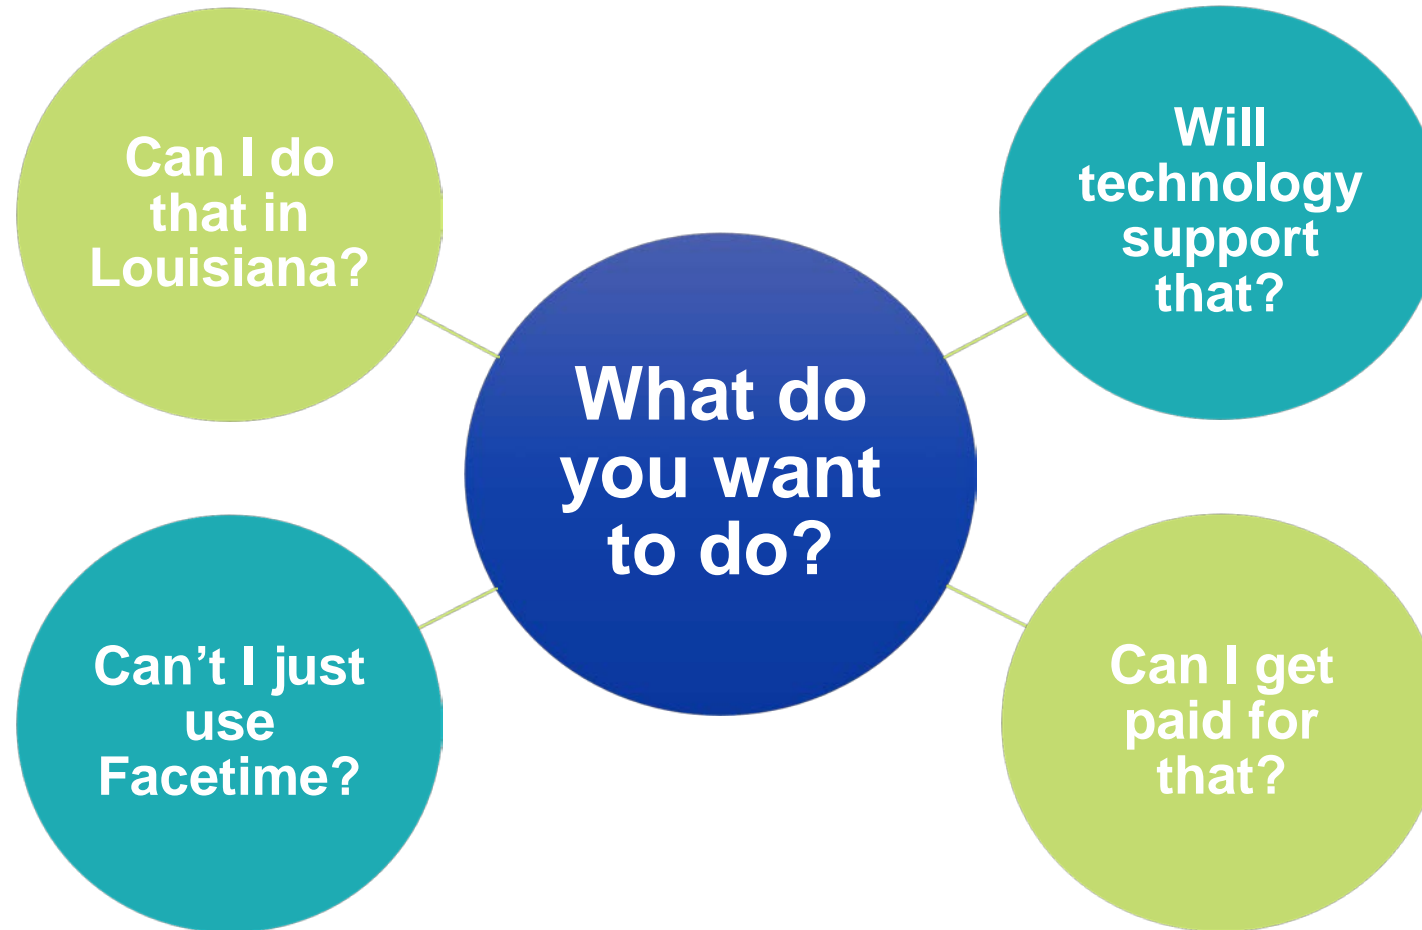 Can I do
that in
Louisiana?
Will
technology
support
that?
What do
you want
to do?
Can’t I just
use
Facetime?
Can I get
paid for
that?